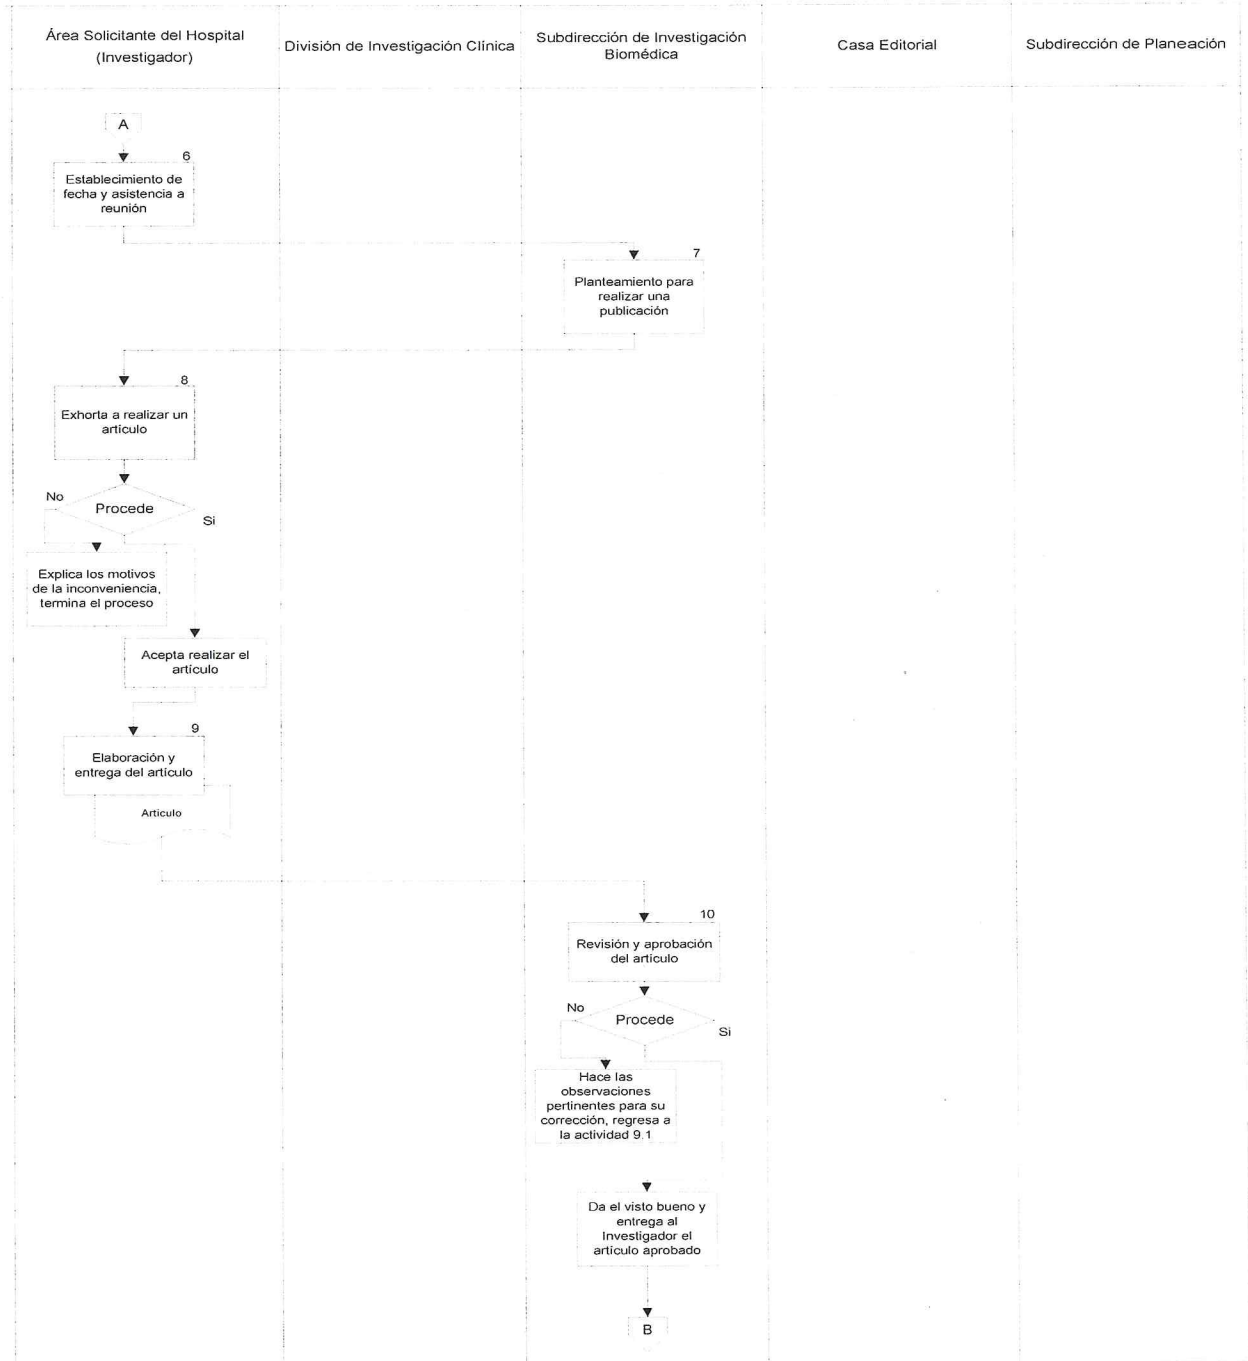 Área Solicitante del Hospital
(Investigador)
División de Investigación Clínica
Subdirección de Investigación
Biomédica
Casa Editorial
Subdirección de Planeación
A
6
Establecimiento de
fecha y asistencia a
reunión
7
Planteamiento para
realizar una
publicación
8
Exhorta a realizar un
artículo
No
Procede
Si
Explica los motivos
de la inconveniencia,
termina el proceso
Acepta realizar el
artículo
9
Elaboración y
entrega del artículo
Articulo
10
Revisión y aprobación
del artículo
No
Procede
Si
Hace las
observaciones
pertinentes para su
corrección, regresa a
la actividad 9.1
Da el visto bueno y
entrega al
Investigador el
artículo aprobado
B